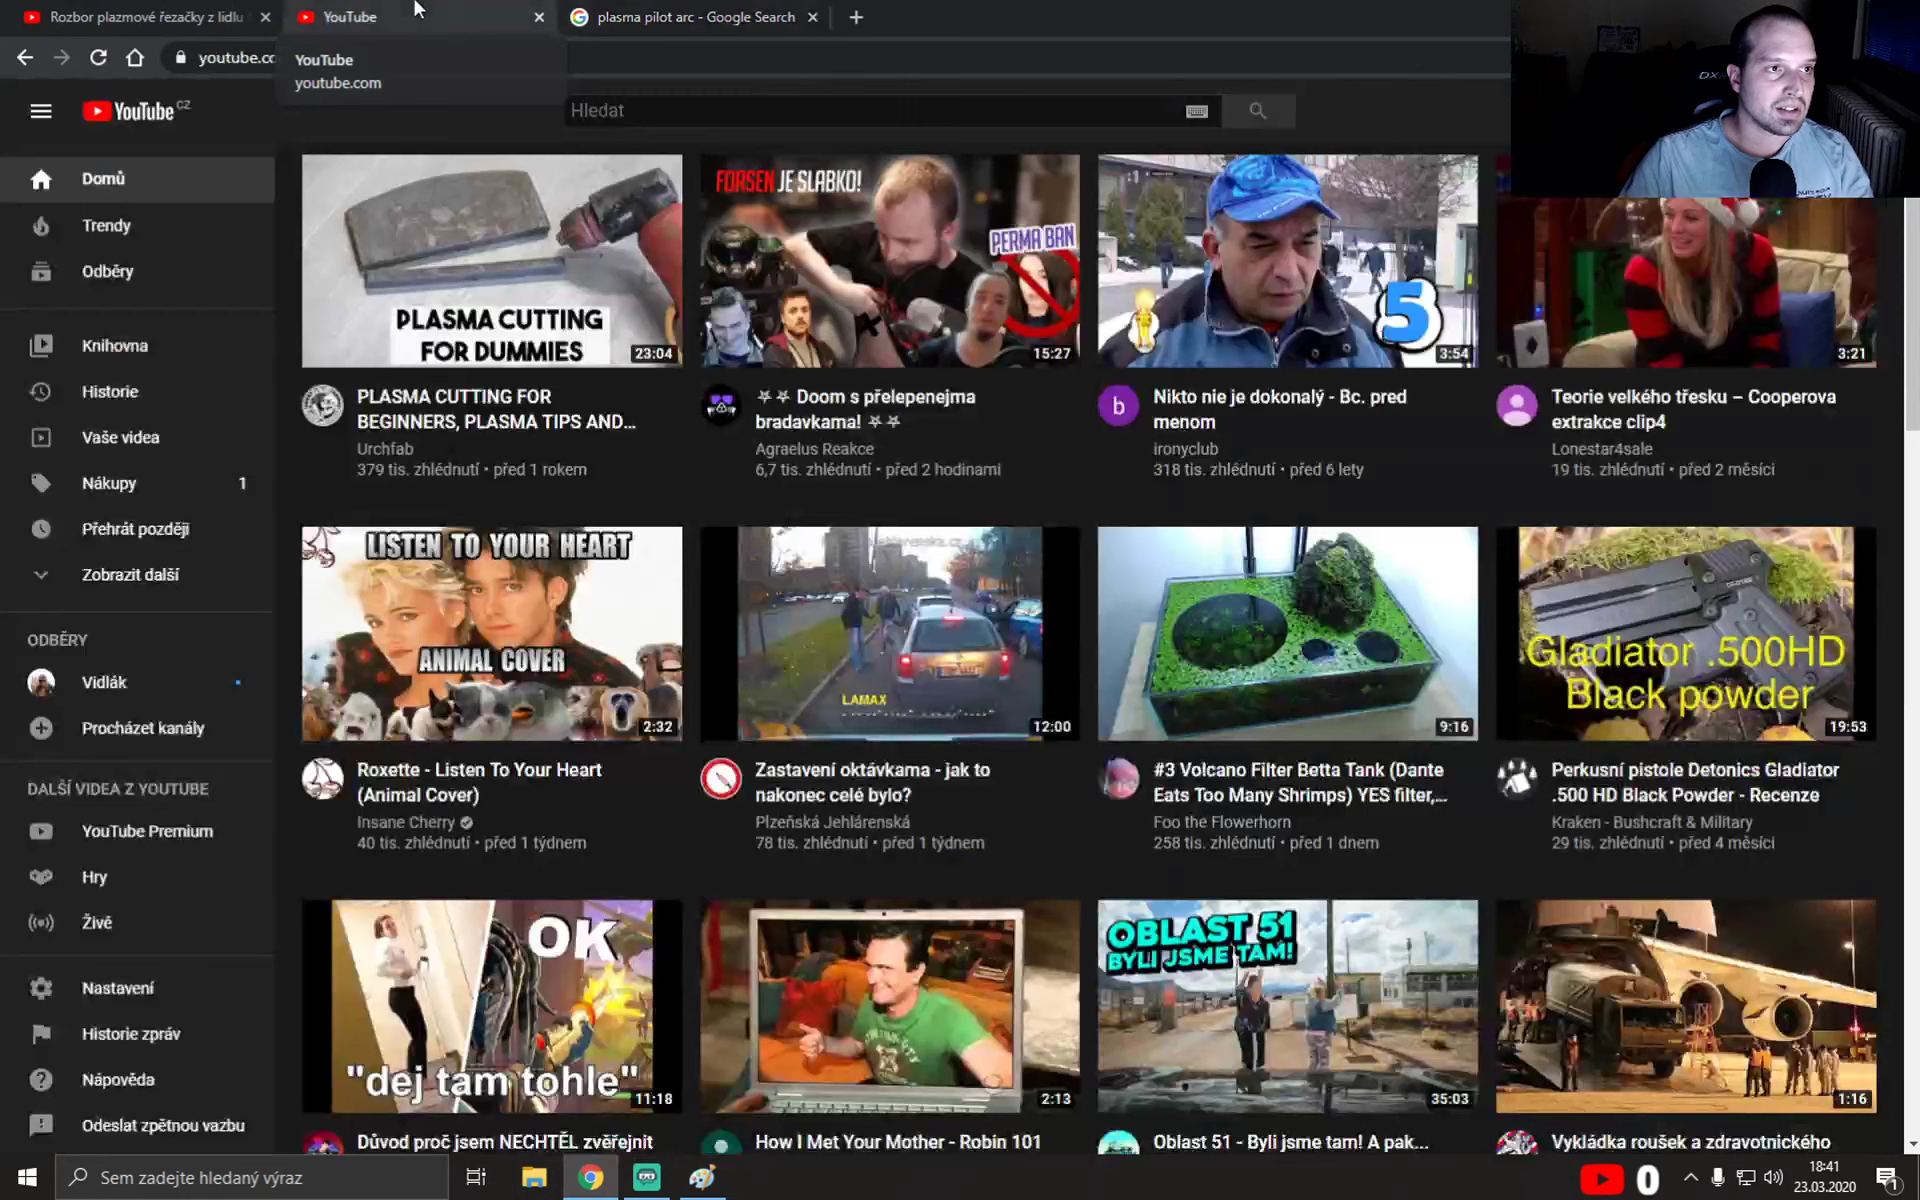 Rozbor plazmové řezačky z lidlu
YouTube
plasma pilot arc - Google Search
youtube.cc
YouTube
youtube.com
YouTube CZ
Hledat
Domů
Trendy
Odběry
Knihovna
Historie
Vaše videa
Nákupy
1
Přehrát později
Zobrazit další
ODBĚRY
Vidlák
Procházet kanály
DALŠÍ VIDEA Z YOUTUBE
YouTube Premium
Hry
Živě
Nastavení
Historie zpráv
Nápověda
Odeslat zpětnou vazbu
PLASMA CUTTING
FOR DUMMIES
23:04
PLASMA CUTTING FOR
BEGINNERS, PLASMA TIPS AND...
Urchfab
379 tis. zhlédnutí • před 1 rokem
FORSEN JE SLABKO!
PERMA BAN
15:27
Doom s přelepenejma
bradavkama!
Agraelus Reakce
6,7 tis. zhlédnutí • před 2 hodinami
5
3:54
b
Nikto nie je dokonalý - Bc. pred
menom
ironyclub
318 tis. zhlédnutí • před 6 lety
3:21
Teorie velkého třesku – Cooperova
extrakce clip4
Lonestar4sale
19 tis. zhlédnutí • před 2 měsíci
LISTEN TO YOUR HEART
ANIMAL COVER
2:32
Roxette - Listen To Your Heart
(Animal Cover)
Insane Cherry
40 tis. zhlédnutí • před 1 týdnem
LAMAX
12:00
Zastavení oktávkama - jak to
nakonec celé bylo?
Plzeňská Jehlárenská
78 tis. zhlédnutí • před 1 týdnem
9:16
#3 Volcano Filter Betta Tank (Dante
Eats Too Many Shrimps) YES filter,...
Foo the Flowerhorn
258 tis. zhlédnutí • před 1 dnem
Gladiator .500HD
Black powder
19:53
Perkusní pistole Detonics Gladiator
.500 HD Black Powder - Recenze
Kraken - Bushcraft & Military
29 tis. zhlédnutí • před 4 měsíci
OK
"dej tam tohle"
11:18
Důvod proč jsem NECHTĚL zvěřejnit
2:13
How I Met Your Mother - Robin 101
OBLAST 51
BYLI JSME TAM!
35:03
Oblast 51 - Byli jsme tam! A pak...
1:16
Vykládka roušek a zdravotnického
Sem zadejte hledaný výraz
0
18:41
23.03.2020
1